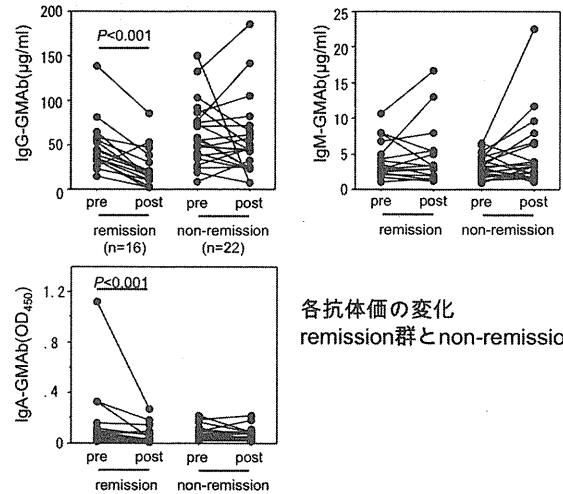 IgG-GMAb(μg/ml)
200
150
100
50
0
P<0.001
pre post pre post
remission non-remission
(n=16) (n=22)
IgM-GMAb(μg/ml)
25
20
15
10
5
0
pre post pre post
remission non-remission
IgA-GMAb(OD450)
1.2
.8
.4
0
P<0.001
pre post pre post
remission non-remission
各抗体価の変化
remission群とnon-remissio